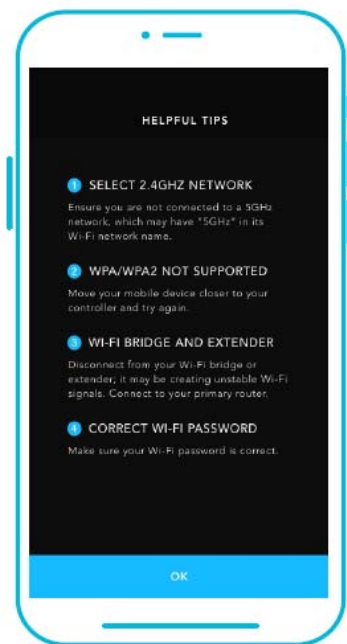 HELPFUL TIPS
1 SELECT 2.4GHZ NETWORK
Ensure you are not connected to a 5GHz
network, which may have "5GHz" in its
Wi-Fi network name.
2 WPA/WPA2 NOT SUPPORTED
Move your mobile device closer to your
controller and try again.
3 WI-FI BRIDGE AND EXTENDER
Disconnect from your Wi-Fi bridge or
extender; it may be creating unstable Wi-Fi
signals. Connect to your primary router.
4 CORRECT WI-FI PASSWORD
Make sure your Wi-Fi password is correct.
OK